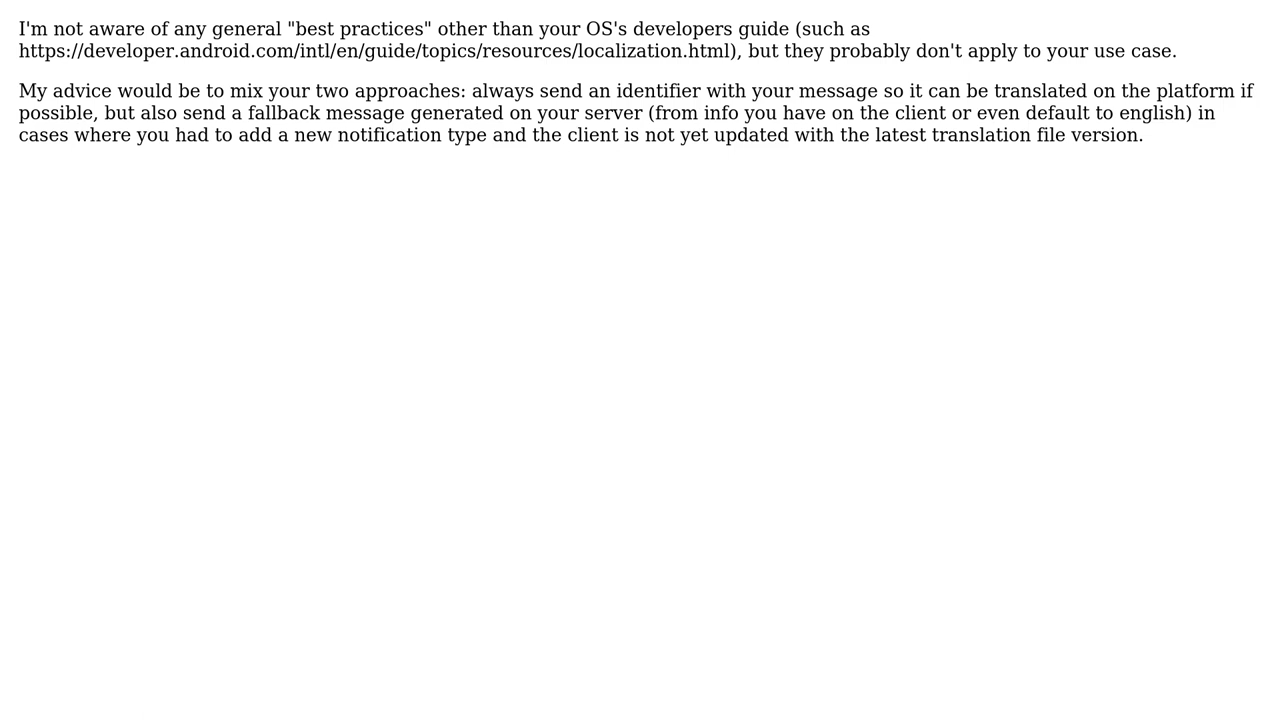 I'm not aware of any general "best practices" other than your OS's developers guide (such as
https://developer.android.com/intl/en/guide/topics/resources/localization.html), but they probably don't apply to your use case.
My advice would be to mix your two approaches: always send an identifier with your message so it can be translated on the platform if
possible, but also send a fallback message generated on your server (from info you have on the client or even default to english) in
cases where you had to add a new notification type and the client is not yet updated with the latest translation file version.